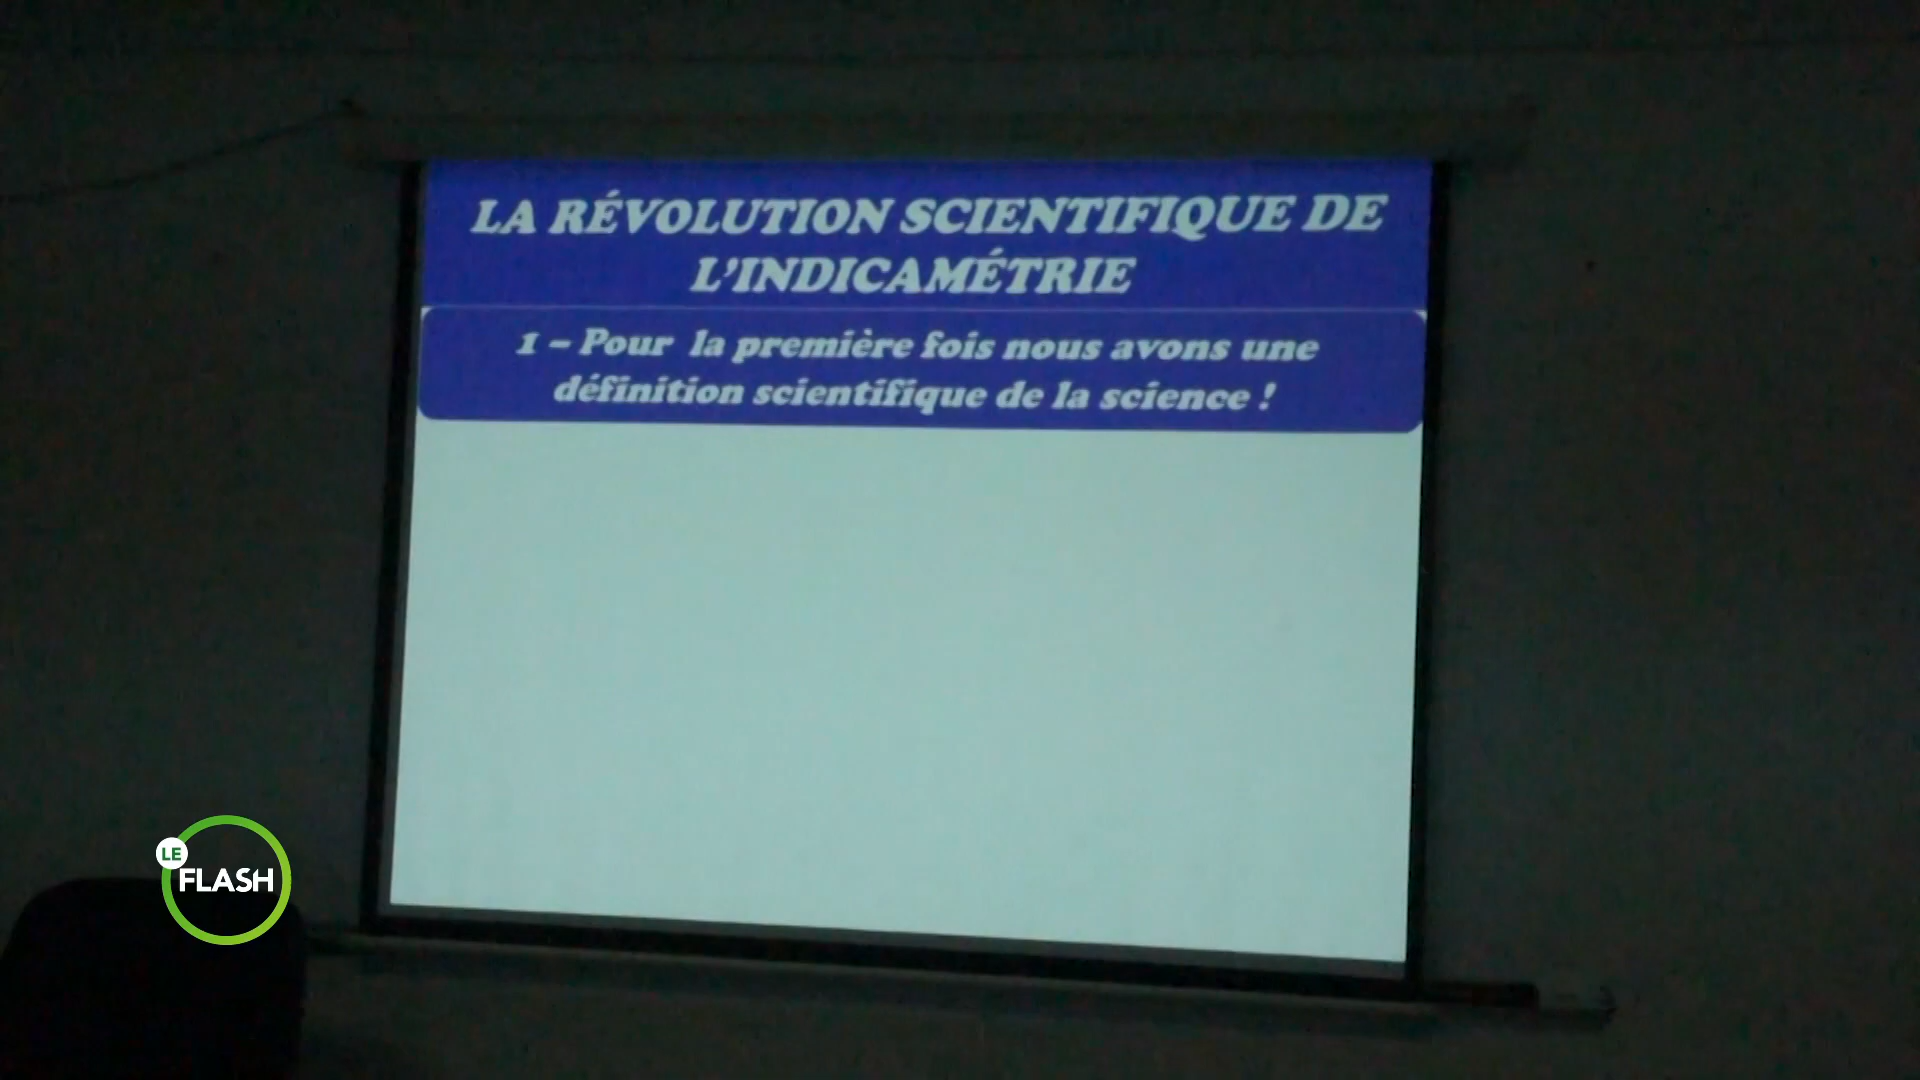 LA RÉVOLUTION SCIENTIFIQUE DE
L'INDICAMÉTRIE
1 – Pour la première fois nous avons une
définition scientifique de la science !
LE
FLASH